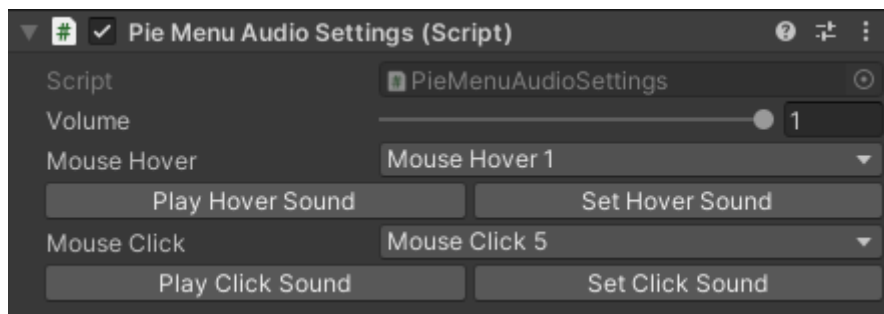 # Pie Menu Audio Settings (Script)
Script # PieMenuAudioSettings
Volume 1
Mouse Hover Mouse Hover 1
Play Hover Sound Set Hover Sound
Mouse Click Mouse Click 5
Play Click Sound Set Click Sound